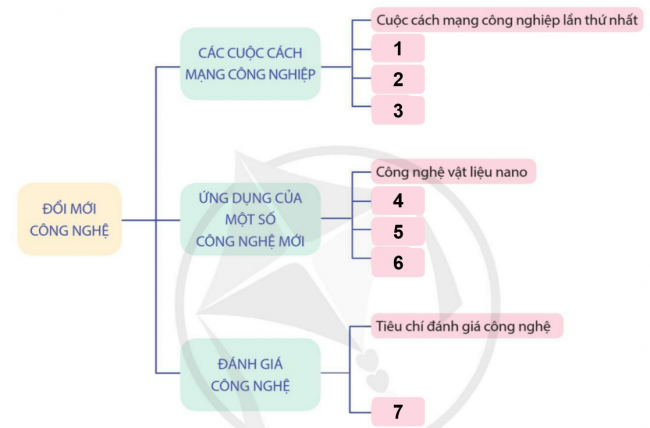 Cuộc cách mạng công nghiệp lần thứ nhất
CÁC CUỘC CÁCH
MẠNG CÔNG NGHIỆP
1
2
3
ĐỔI MỚI
CÔNG NGHỆ
ỨNG DỤNG CỦA
MỘT SỐ
CÔNG NGHỆ MỚI
Công nghệ vật liệu nano
4
5
6
ĐÁNH GIÁ
CÔNG NGHỆ
Tiêu chí đánh giá công nghệ
7